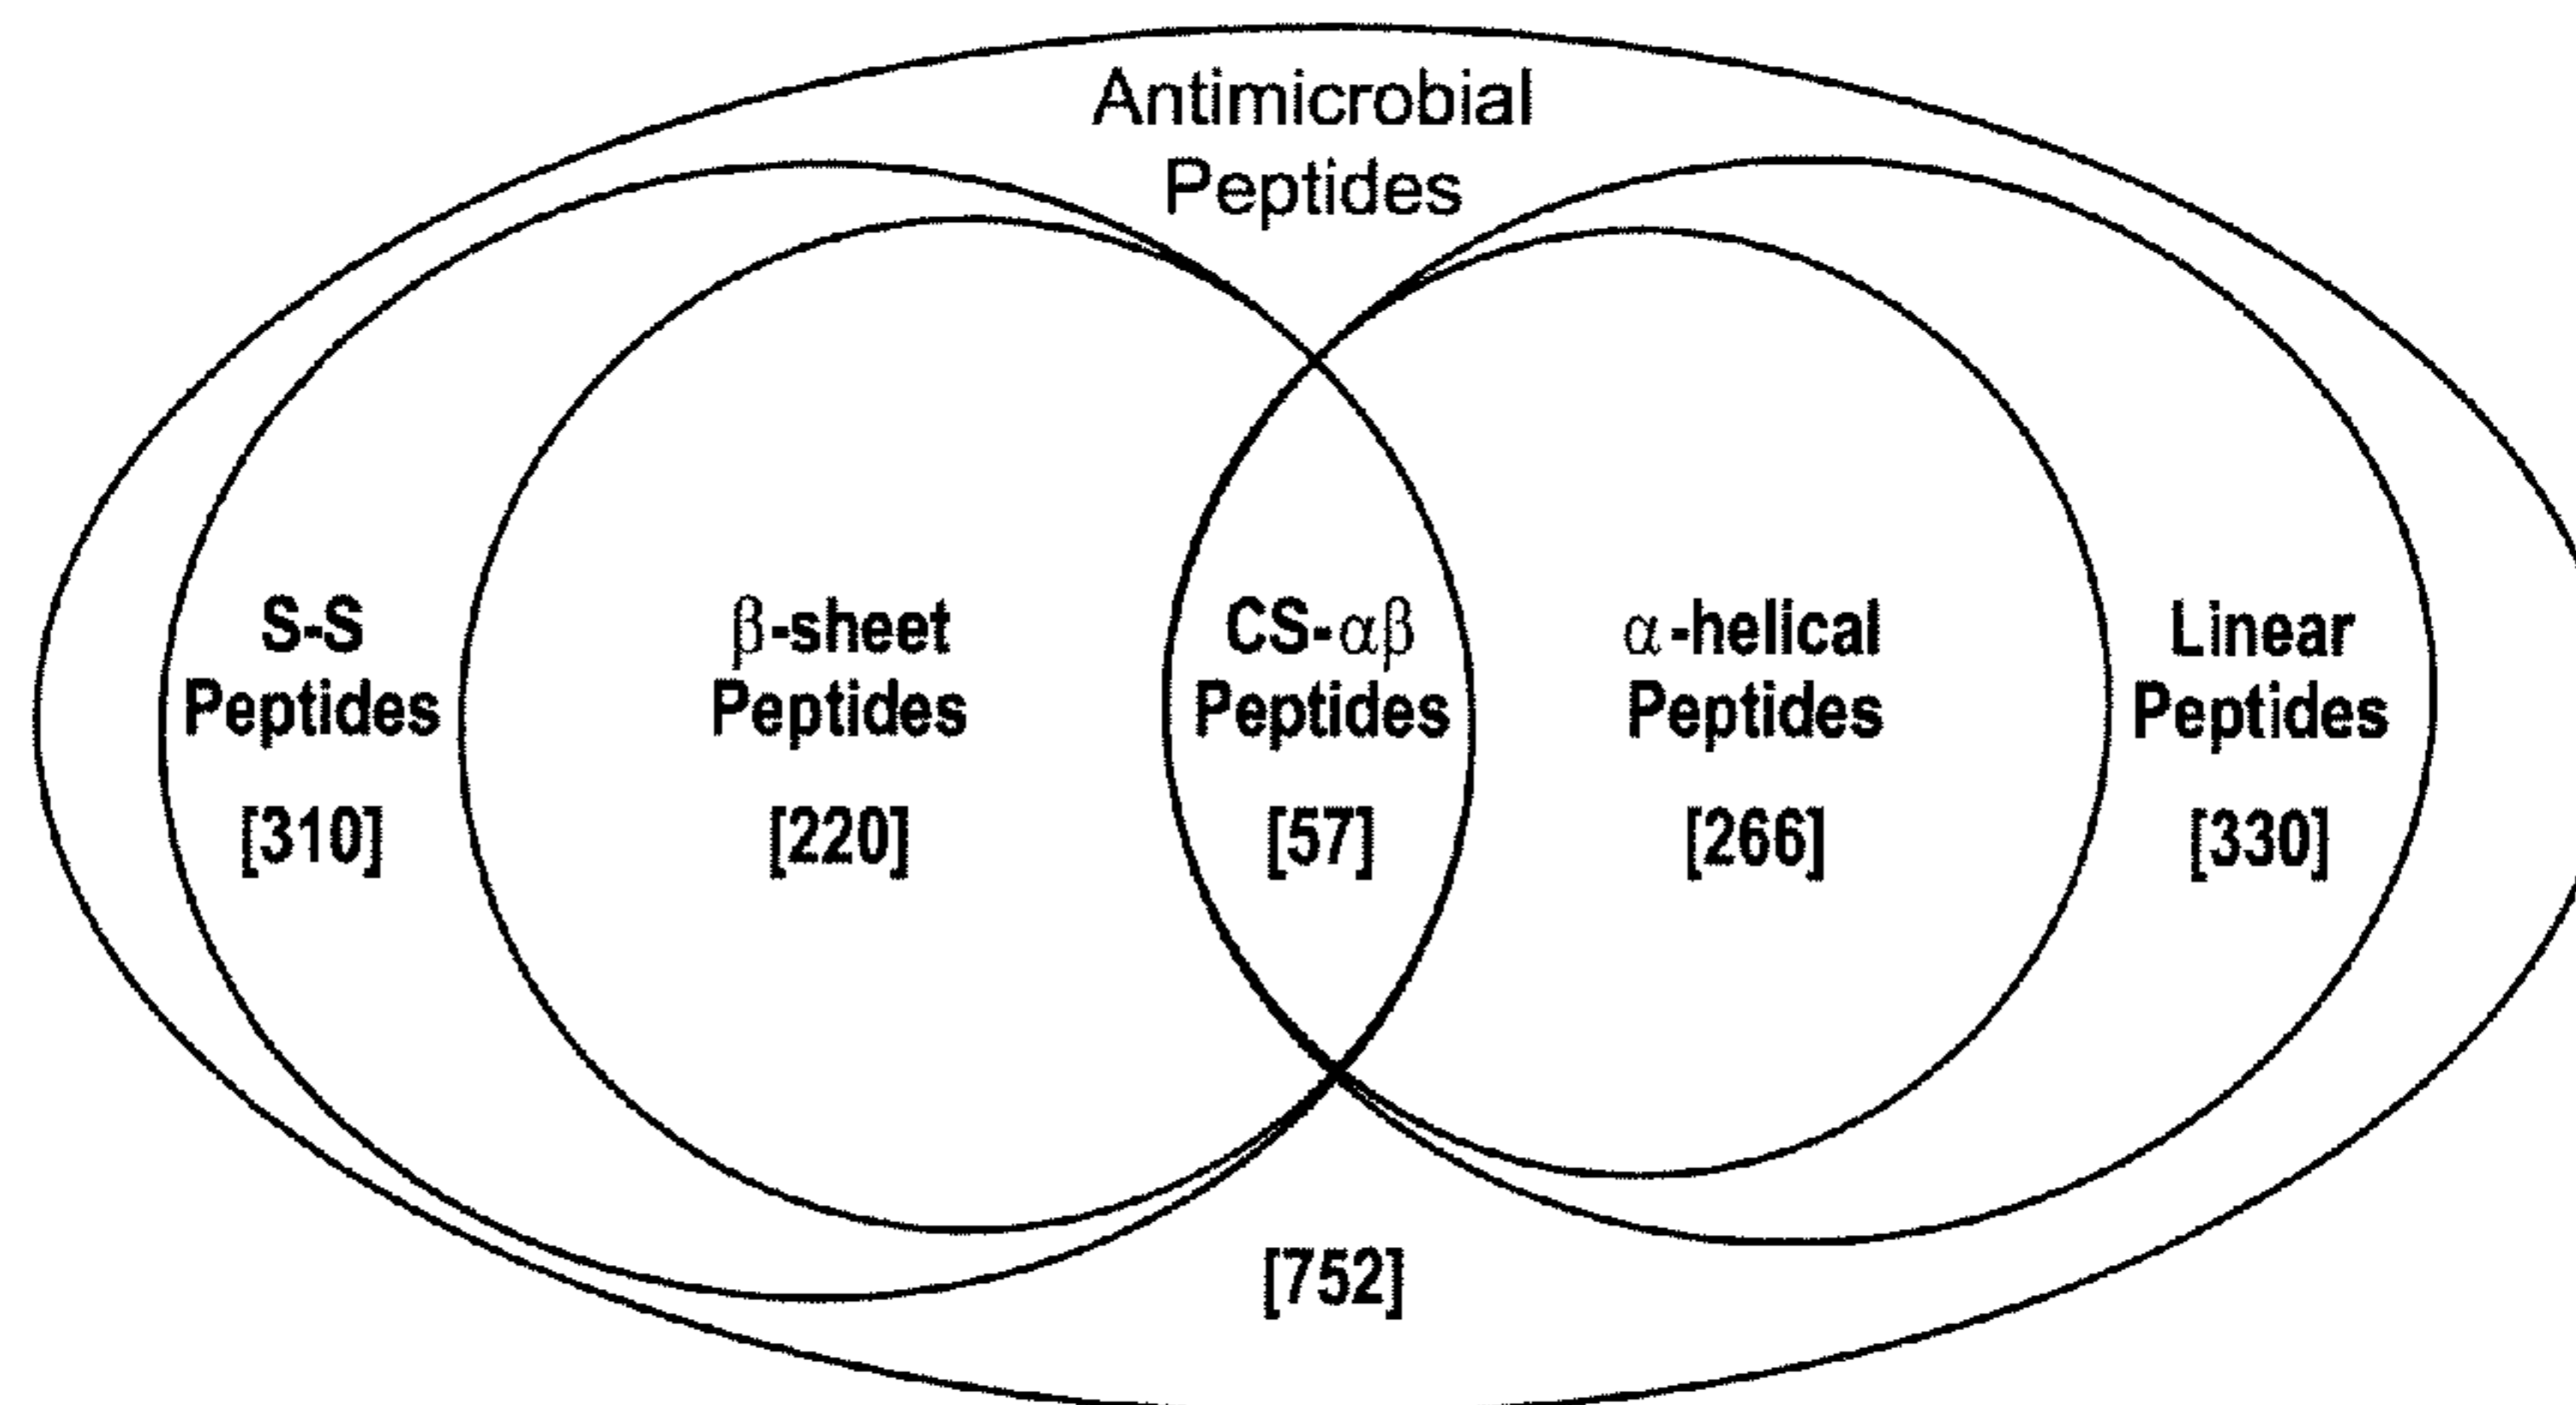 Antimicrobial
Peptides
S-S
Peptides
[310]
β-sheet
Peptides
[220]
CS-αβ
Peptides
[57]
α-helical
Peptides
[266]
Linear
Peptides
[330]
[752]